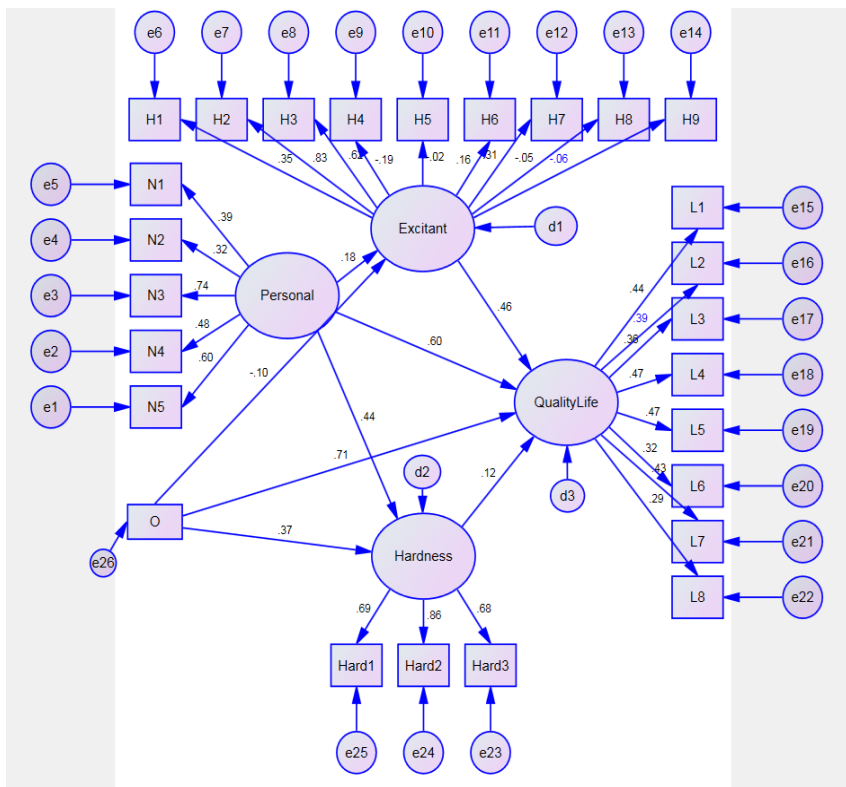 e6 e7 e8 e9 e10 e11 e12 e13 e14
H1 H2 H3 H4 H5 H6 H7 H8 H9
.35 .83 .62 -.19 -.02 .16 .31 -.05 -.06
e5 N1
e4 N2
e3 N3
e2 N4
e1 N5
.39
.32
.74
.48
.60
Personal
Excitant
d1
.18
-.10
.46
.60
.44
.71
.37
.12
O
e26
d2
Hardness
.69 .86 .68
Hard1 Hard2 Hard3
e25 e24 e23
QualityLife
d3
.44
.39
.36
.47
.47
.32
.43
.29
L1 e15
L2 e16
L3 e17
L4 e18
L5 e19
L6 e20
L7 e21
L8 e22